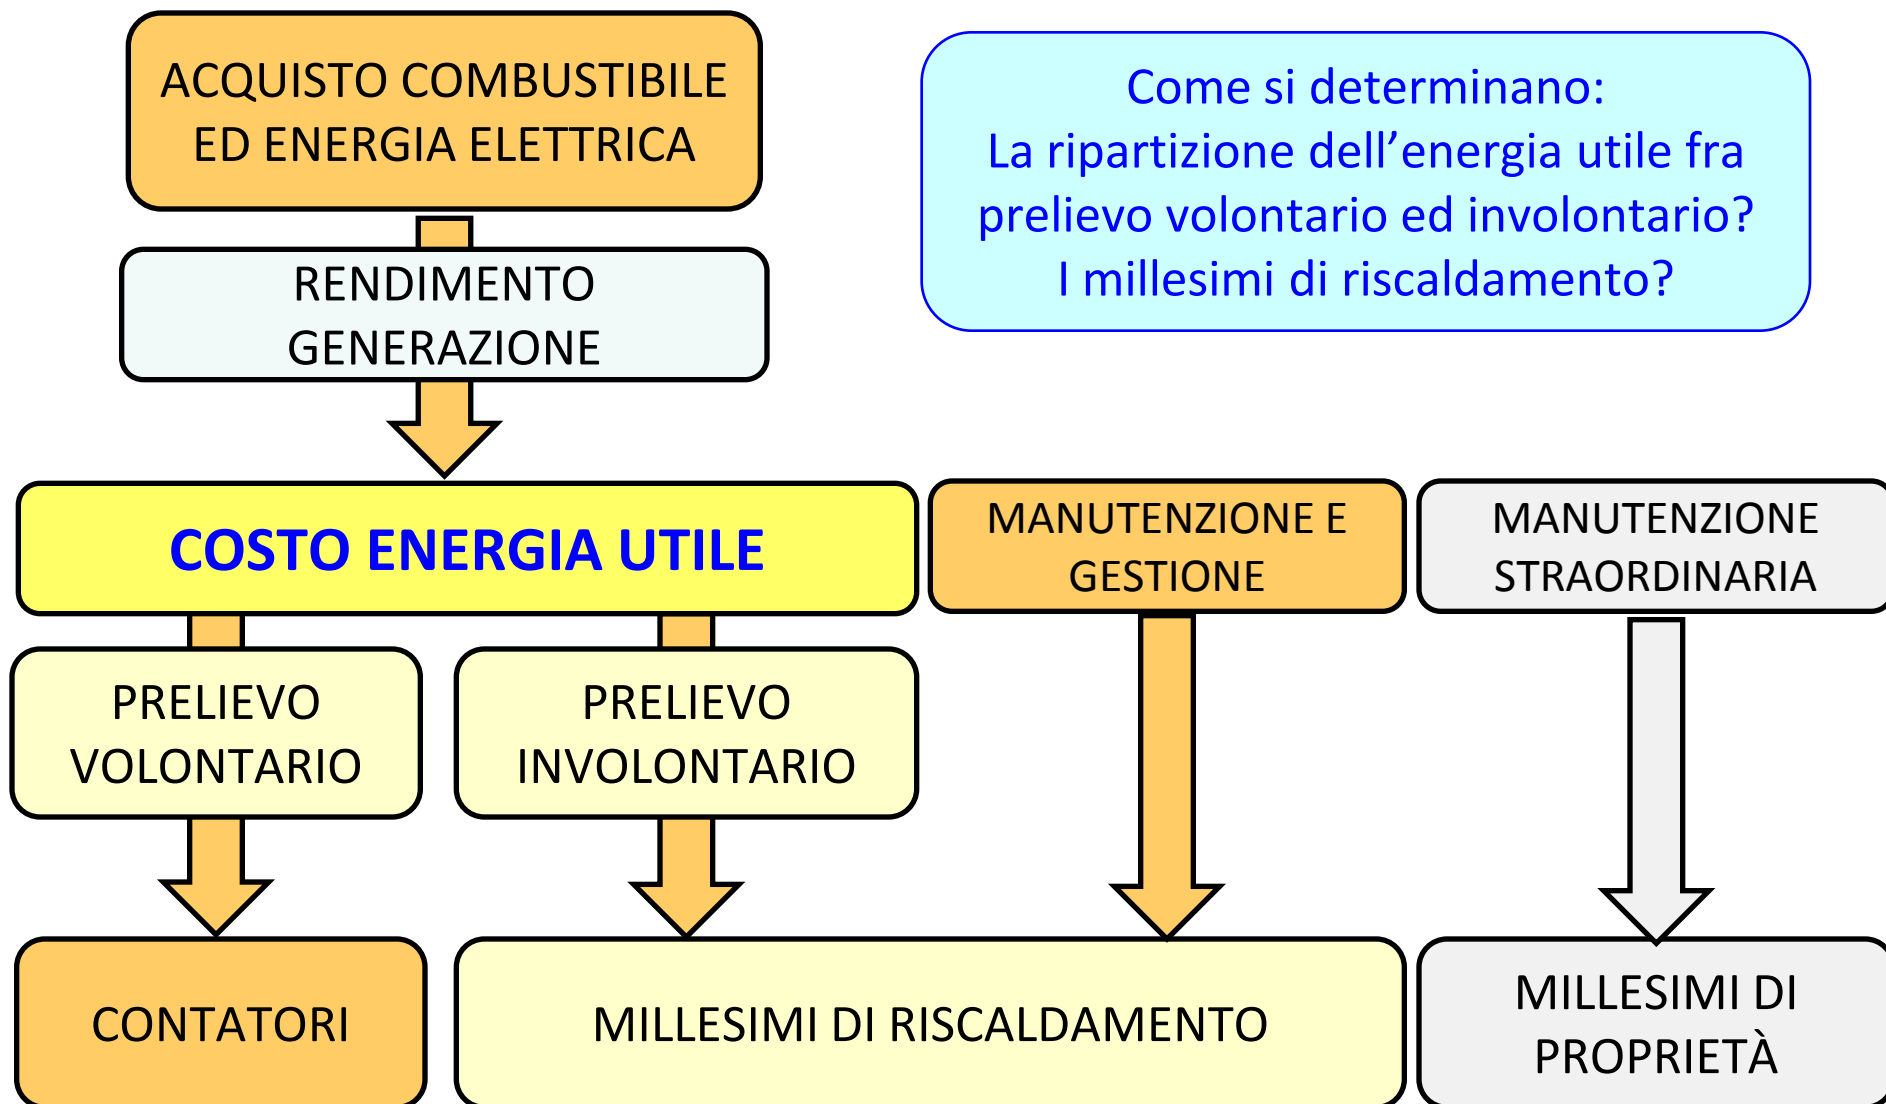 ACQUISTO COMBUSTIBILE
ED ENERGIA ELETTRICA
Come si determinano:
La ripartizione dell’energia utile fra
prelievo volontario ed involontario?
I millesimi di riscaldamento?
RENDIMENTO
GENERAZIONE
COSTO ENERGIA UTILE
MANUTENZIONE E
GESTIONE
MANUTENZIONE
STRAORDINARIA
PRELIEVO
VOLONTARIO
PRELIEVO
INVOLONTARIO
CONTATORI
MILLESIMI DI RISCALDAMENTO
MILLESIMI DI
PROPRIETÀ